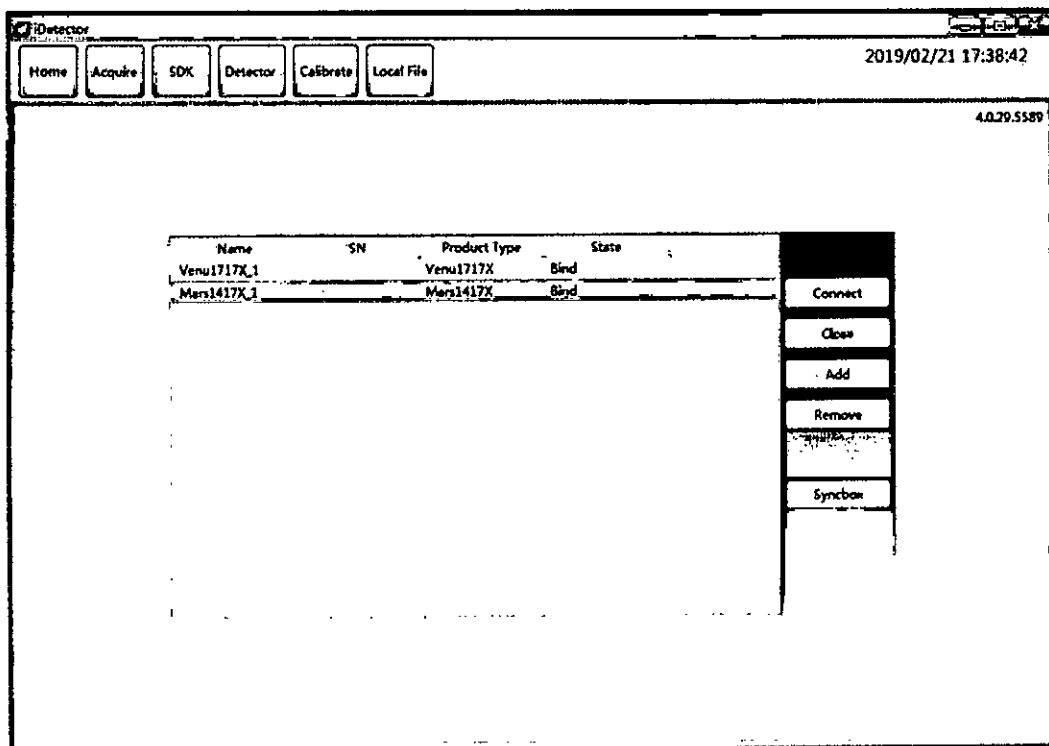 iDetector
Home Acquire SDK Detector Calibrate Local File 2019/02/21 17:38:42
4.0.29.5589
Name SN Product Type State
Venu1717X_1 Venu1717X Bind
Mars1417X_1 Mars1417X Bind
Connect
Close
Add
Remove
Syncbox